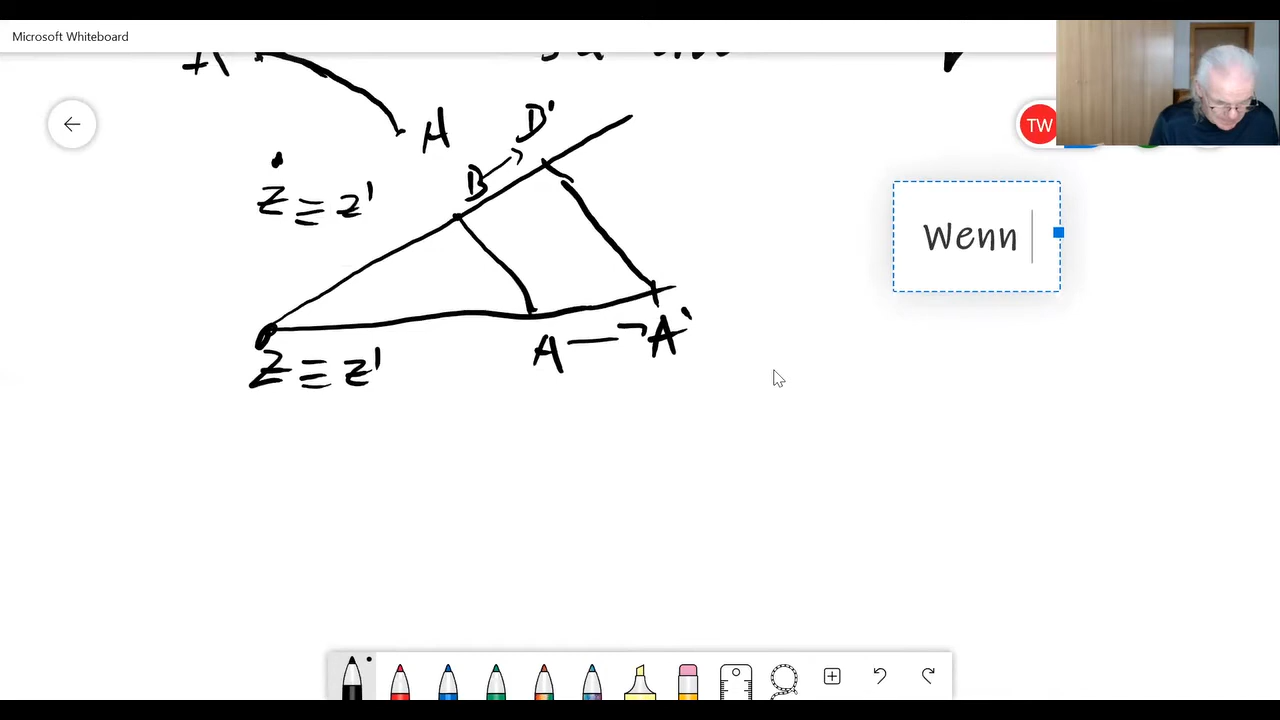 Microsoft Whiteboard
A
A
B'
TW
B
Z ≡ Z'
Wenn
A → A'
Z ≡ Z'